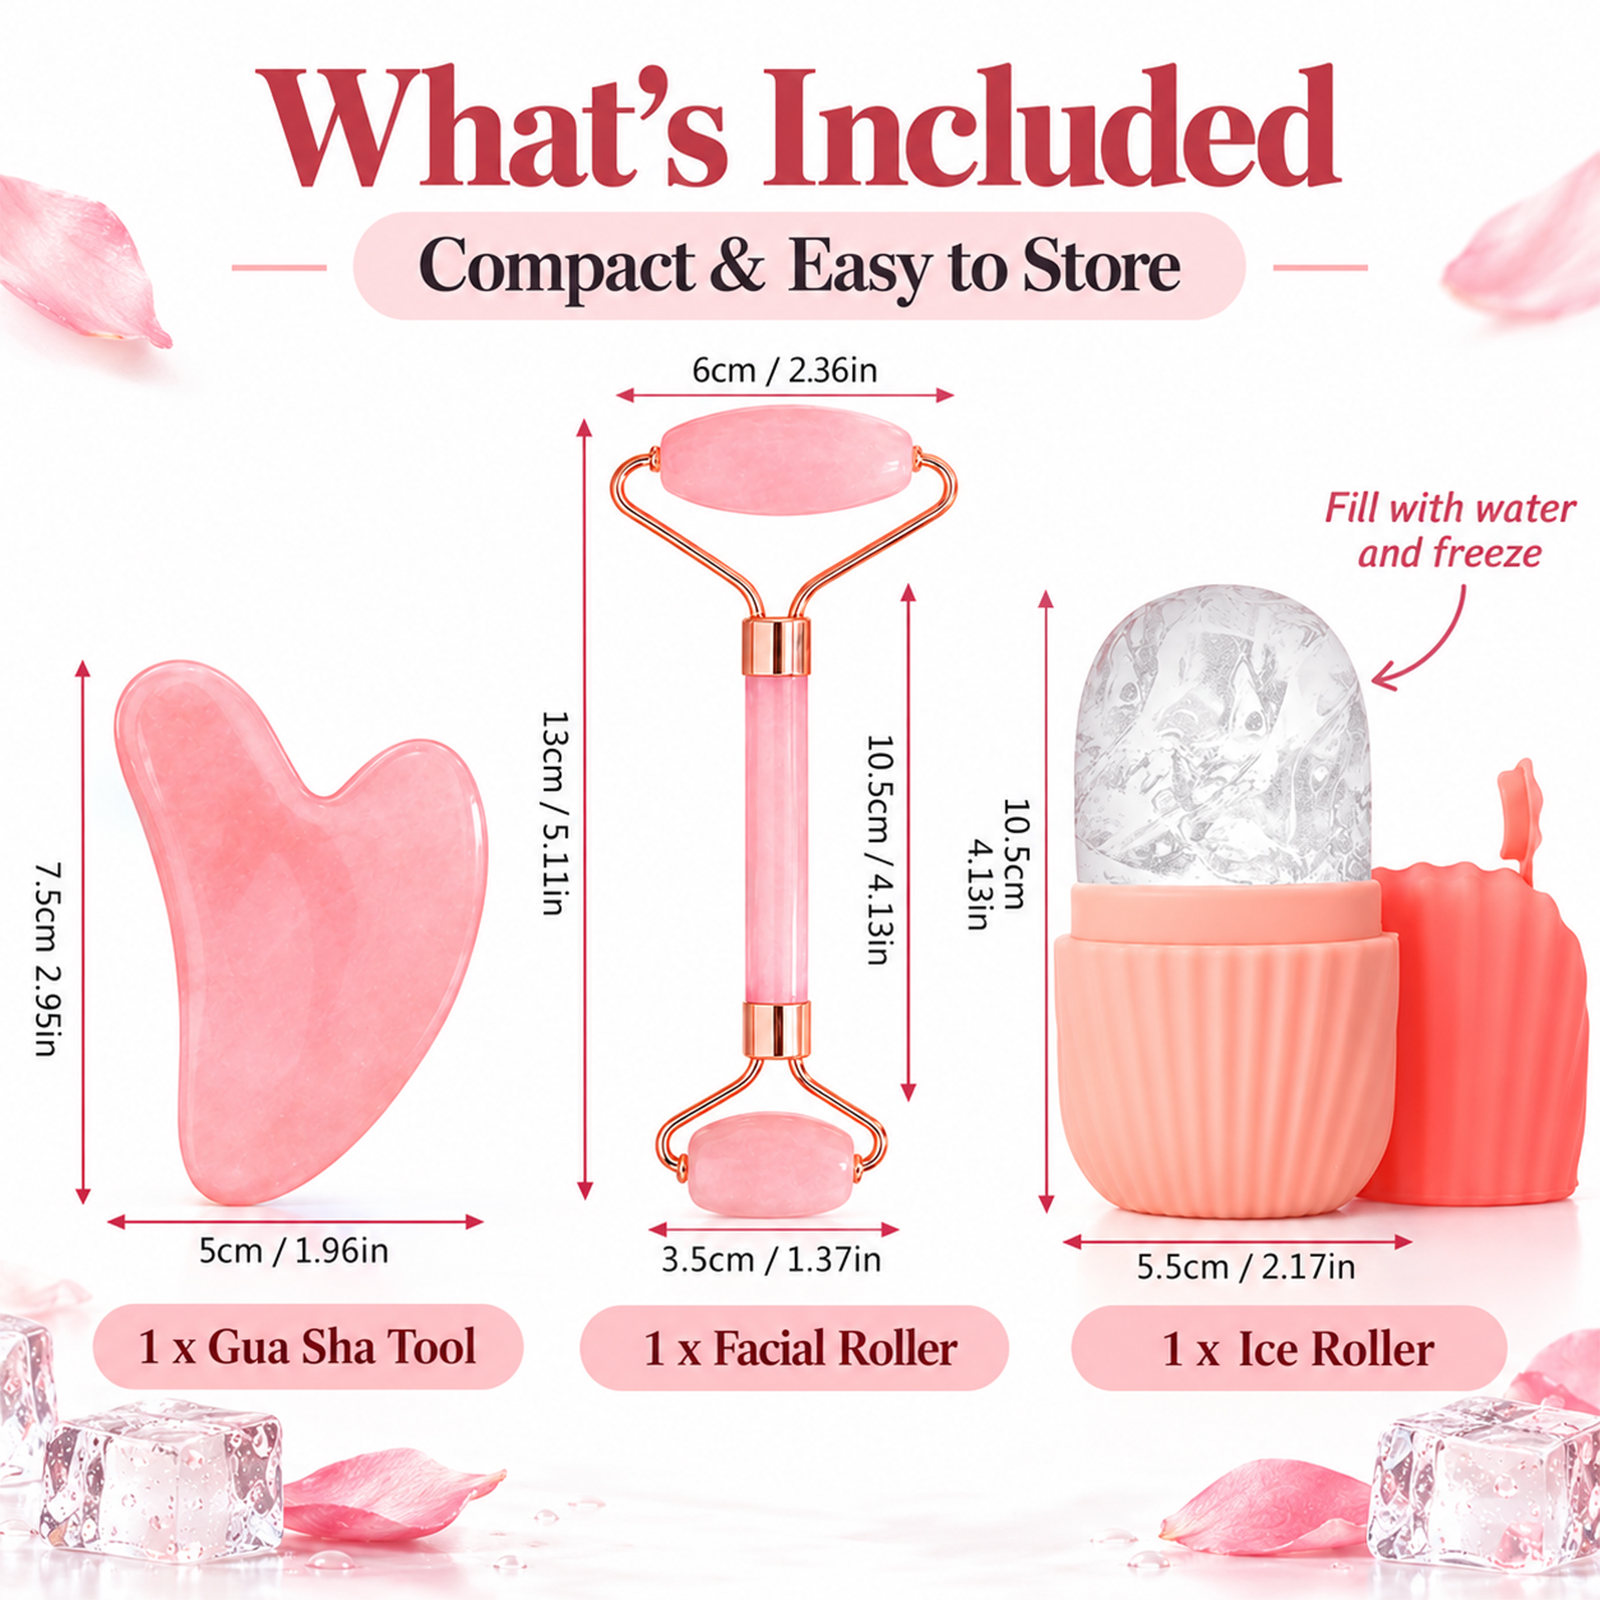 What's Included
Compact & Easy to Store
6cm / 2.36in
Fill with water
and freeze
7.5cm 2.95in
13cm / 5.11in
10.5cm / 4.13in
10.5cm
4.13in
5cm / 1.96in
3.5cm / 1.37in
5.5cm / 2.17in
1 x Gua Sha Tool
1 x Facial Roller
1 x Ice Roller